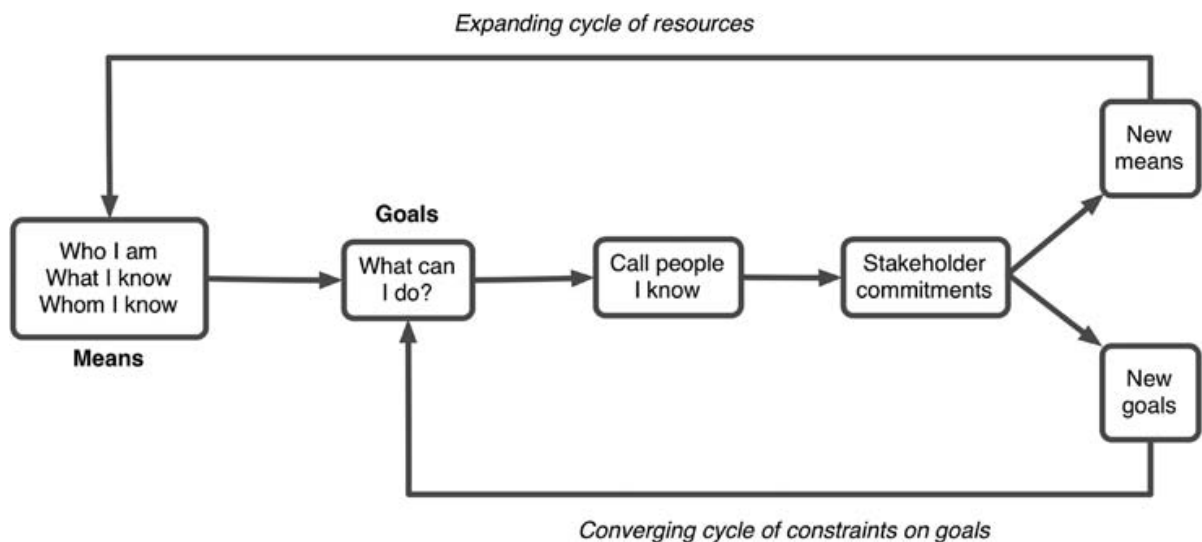 Expanding cycle of resources
New
means
Goals
Who I am
What I know
Whom I know
Means
What can
I do?
Call people
I know
Stakeholder
commitments
New
goals
Converging cycle of constraints on goals